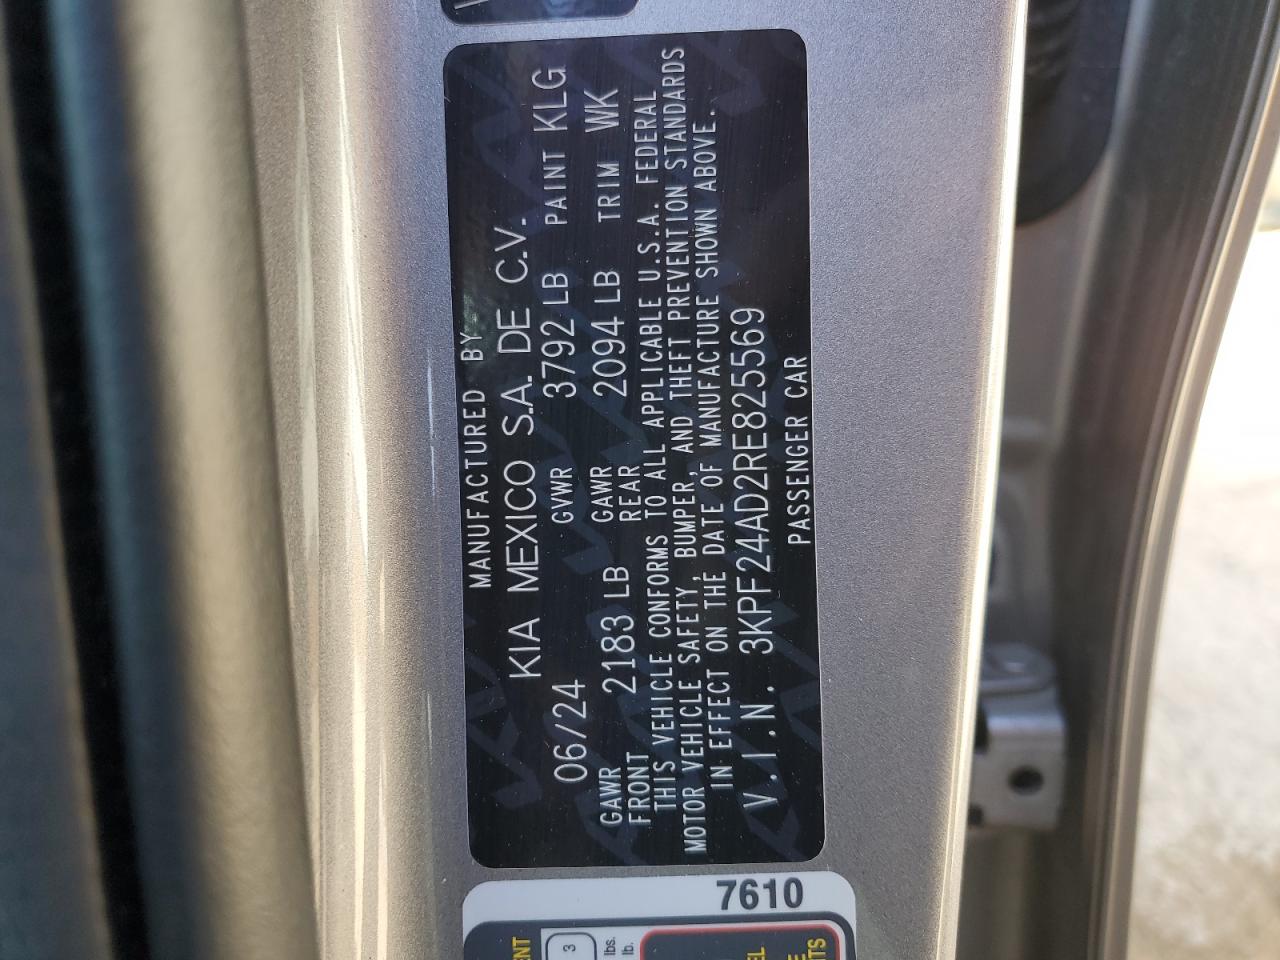 MANUFACTURED BY
KIA MEXICO S.A. DE C.V.
06/24 GVWR 3792 LB PAINT KLG
GAWR FRONT 2183 LB GAWR REAR 2094 LB TRIM WK
THIS VEHICLE CONFORMS TO ALL APPLICABLE U.S.A. FEDERAL
MOTOR VEHICLE SAFETY, BUMPER, AND THEFT PREVENTION STANDARDS
IN EFFECT ON THE DATE OF MANUFACTURE SHOWN ABOVE.
V.I.N. 3KPF24AD2RE825569
PASSENGER CAR
7610
3
lbs.
lb.